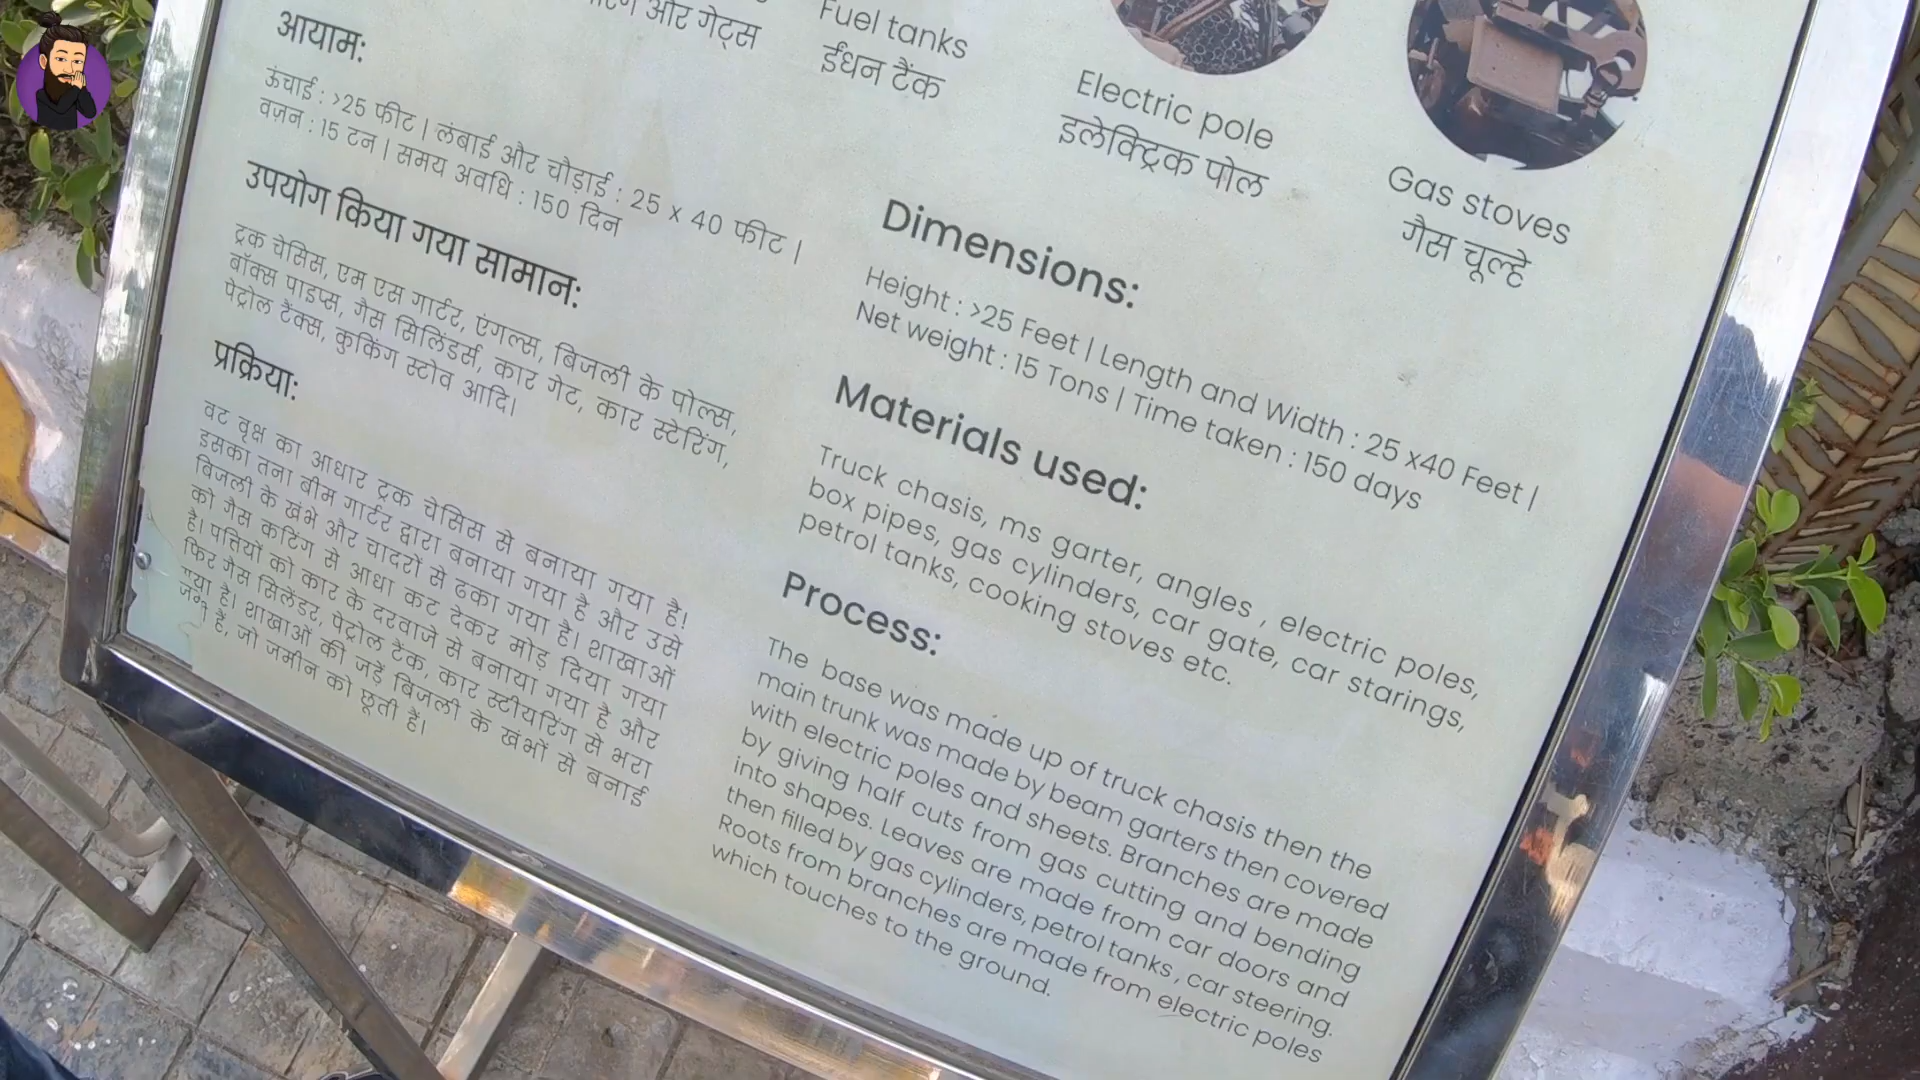 और गेट्स
Fuel tanks
ईंधन टैंक
Electric pole
इलेक्ट्रिक पोल
Gas stoves
गैस चूल्हे
आयाम:
ऊंचाई : >25 फीट | लंबाई और चौड़ाई : 25 x 40 फीट |
वज़न : 15 टन | समय अवधि : 150 दिन
उपयोग किया गया सामान:
ट्रक चेसिस, एम एस गार्टर, एंगल्स, बिजली के पोल्स,
बॉक्स पाइप्स, गैस सिलिंडर्स, कार गेट, कार स्टेरिंग,
पेट्रोल टैंक्स, कुकिंग स्टोव आदि।
प्रक्रिया:
वट वृक्ष का आधार ट्रक चेसिस से बनाया गया है!
इसका तना बीम गार्टर द्वारा बनाया गया है और उसे
बिजली के खंभे और चादरों से ढका गया है। शाखाओं
को गैस कटिंग से आधा कट देकर मोड़ दिया गया
है। पत्तियों को कार के दरवाजे से बनाया गया है और
फिर गैस सिलेंडर, पेट्रोल टैंक, कार स्टीयरिंग से भरा
गया है। शाखाओं की जड़ें बिजली के खंभों से बनाई
हैं, जो जमीन को छूती हैं।
Dimensions:
Height : >25 Feet | Length and Width : 25 x40 Feet |
Net weight : 15 Tons | Time taken : 150 days
Materials used:
Truck chasis, ms garter, angles , electric poles,
box pipes, gas cylinders, car gate, car starings,
petrol tanks, cooking stoves etc.
Process:
The base was made up of truck chasis then the
main trunk was made by beam garters then covered
with electric poles and sheets. Branches are made
by giving half cuts from gas cutting and bending
into shapes. Leaves are made from car doors and
then filled by gas cylinders, petrol tanks , car steering.
Roots from branches are made from electric poles
which touches to the ground.